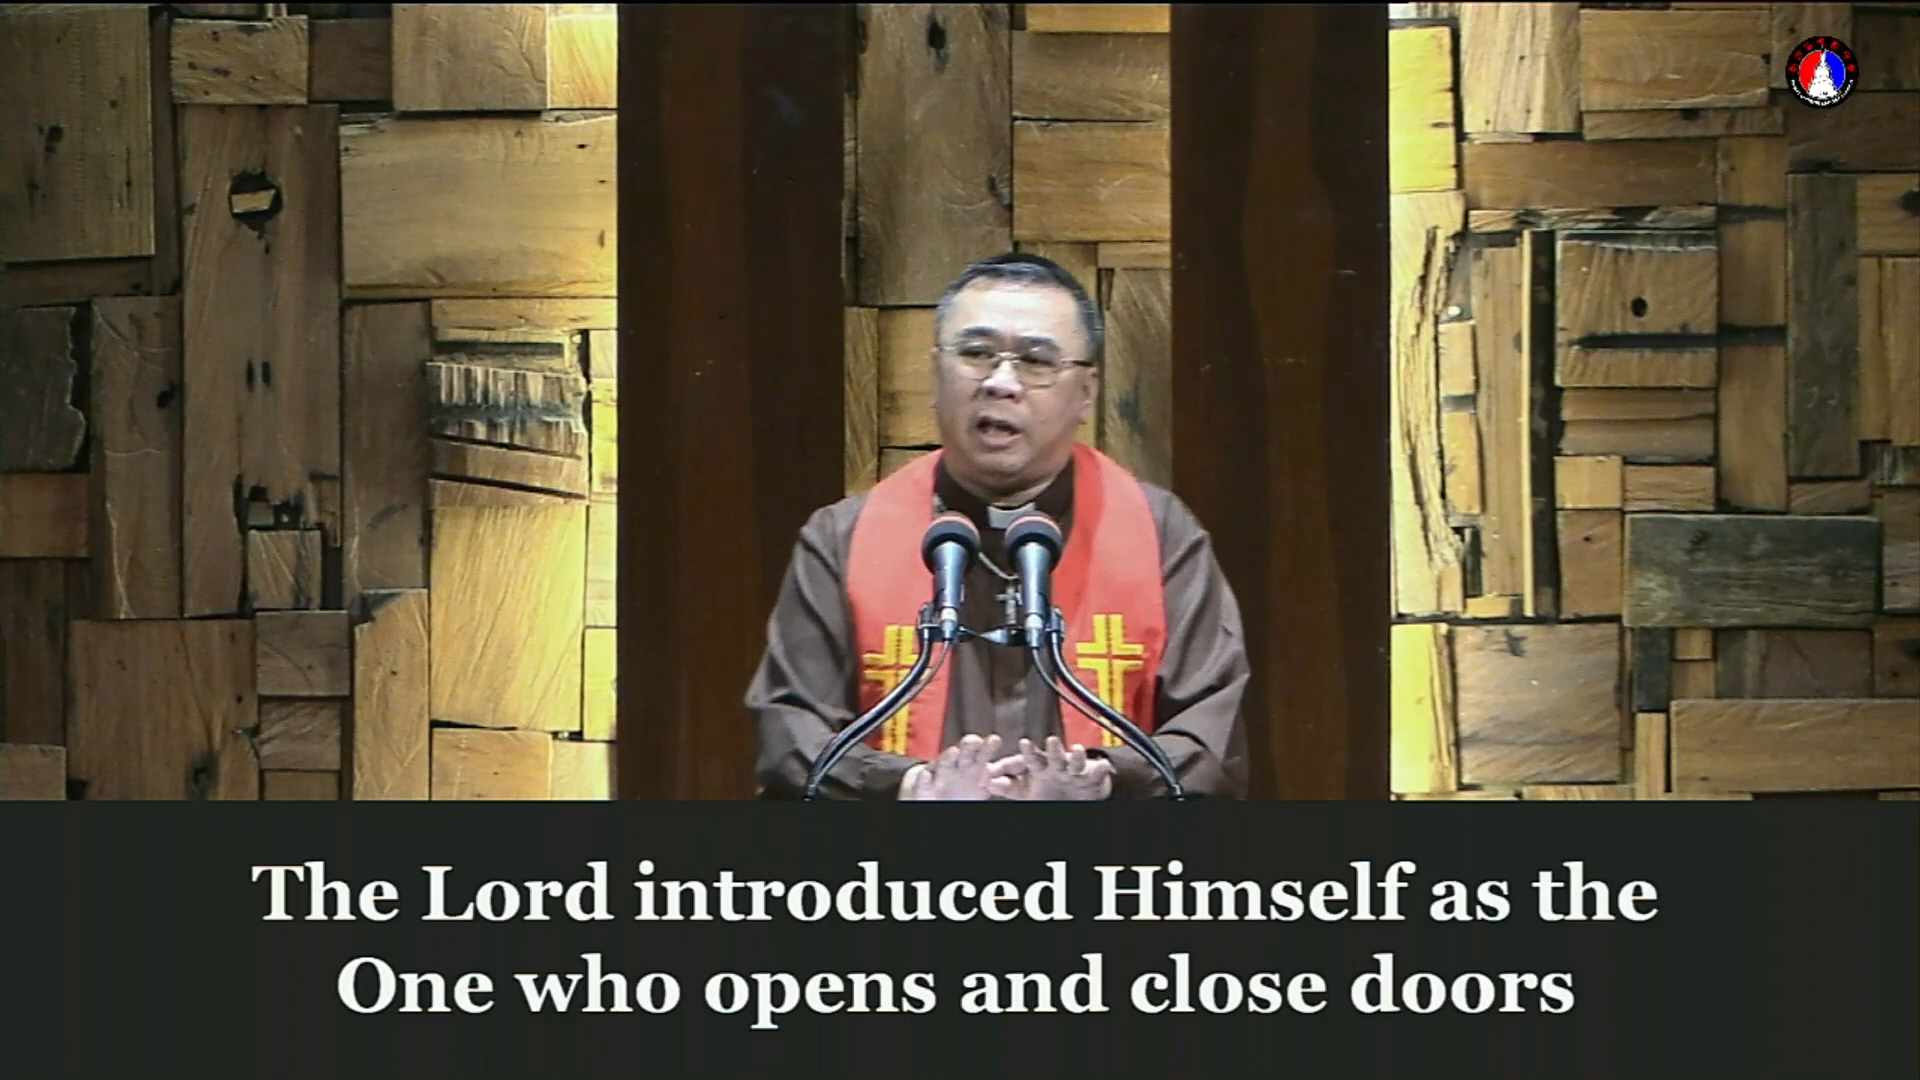 The Lord introduced Himself as the
One who opens and close doors